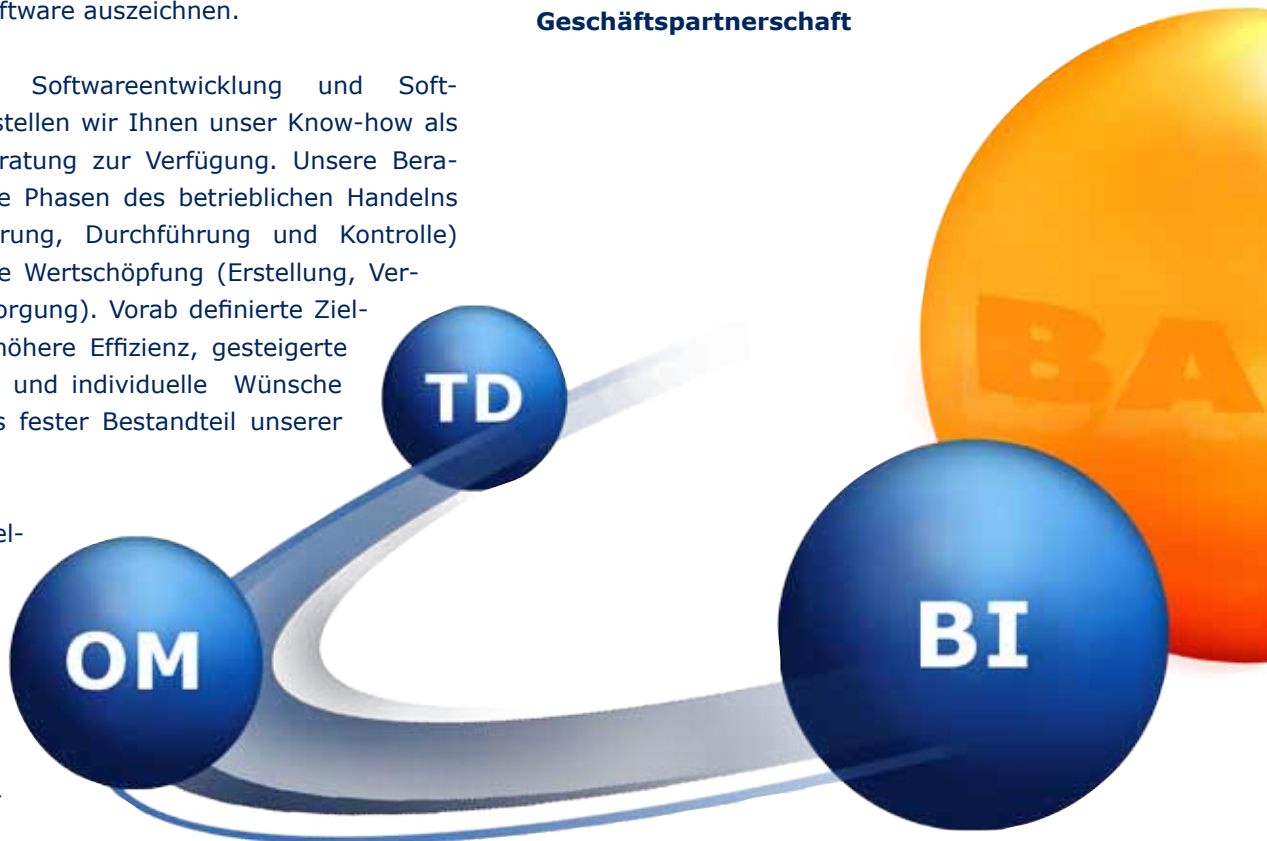 ftware auszeichnen.
Softwareentwicklung und Soft-
stellen wir Ihnen unser Know-how als
ratung zur Verfügung. Unsere Bera-
e Phasen des betrieblichen Handelns
rung, Durchführung und Kontrolle)
e Wertschöpfung (Erstellung, Ver-
orgung). Vorab definierte Ziel-
höhere Effizienz, gesteigerte
und individuelle Wünsche
s fester Bestandteil unserer
el-
Geschäftspartnerschaft
TD
OM
BI
BA